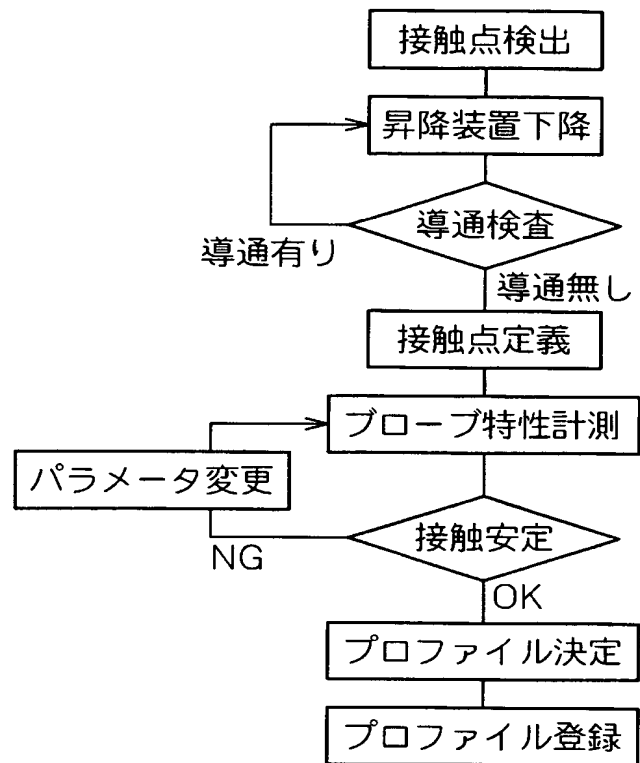 接触点検出
昇降装置下降
導通検査
導通有り
導通無し
接触点定義
ブローブ特性計測
パラメータ変更
接触安定
NG
OK
プロファイル決定
プロファイル登録